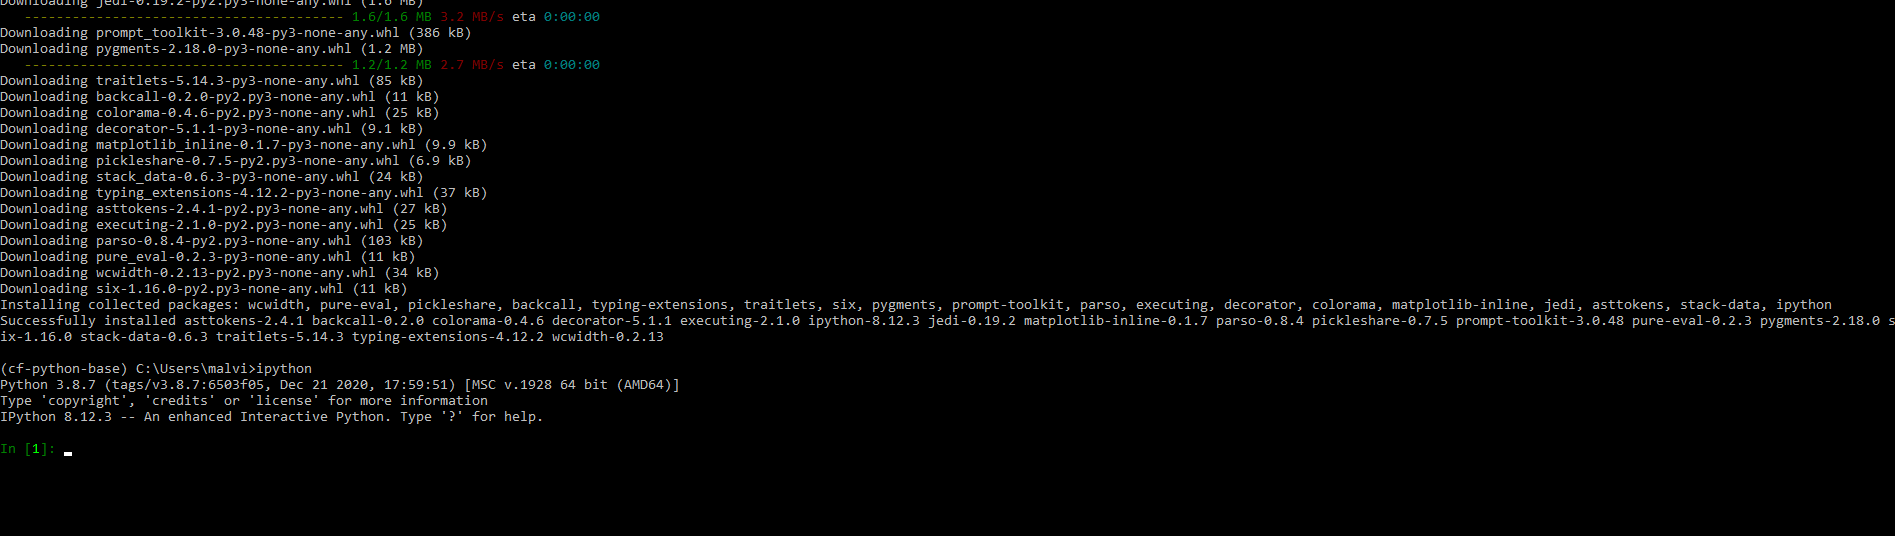 Downloading jedi-0.19.2-py2.py3-none-any.whl (1.6 MB)
---------------------------------------- 1.6/1.6 MB 3.2 MB/s eta 0:00:00
Downloading prompt_toolkit-3.0.48-py3-none-any.whl (386 kB)
Downloading pygments-2.18.0-py3-none-any.whl (1.2 MB)
---------------------------------------- 1.2/1.2 MB 2.7 MB/s eta 0:00:00
Downloading traitlets-5.14.3-py3-none-any.whl (85 kB)
Downloading backcall-0.2.0-py2.py3-none-any.whl (11 kB)
Downloading colorama-0.4.6-py2.py3-none-any.whl (25 kB)
Downloading decorator-5.1.1-py3-none-any.whl (9.1 kB)
Downloading matplotlib_inline-0.1.7-py3-none-any.whl (9.9 kB)
Downloading pickleshare-0.7.5-py2.py3-none-any.whl (6.9 kB)
Downloading stack_data-0.6.3-py3-none-any.whl (24 kB)
Downloading typing_extensions-4.12.2-py3-none-any.whl (37 kB)
Downloading asttokens-2.4.1-py2.py3-none-any.whl (27 kB)
Downloading executing-2.1.0-py2.py3-none-any.whl (25 kB)
Downloading parso-0.8.4-py2.py3-none-any.whl (103 kB)
Downloading pure_eval-0.2.3-py3-none-any.whl (11 kB)
Downloading wcwidth-0.2.13-py2.py3-none-any.whl (34 kB)
Downloading six-1.16.0-py2.py3-none-any.whl (11 kB)
Installing collected packages: wcwidth, pure-eval, pickleshare, backcall, typing-extensions, traitlets, six, pygments, prompt-toolkit, parso, executing, decorator, colorama, matplotlib-inline, jedi, asttokens, stack-data, ipython
Successfully installed asttokens-2.4.1 backcall-0.2.0 colorama-0.4.6 decorator-5.1.1 executing-2.1.0 ipython-8.12.3 jedi-0.19.2 matplotlib-inline-0.1.7 parso-0.8.4 pickleshare-0.7.5 prompt-toolkit-3.0.48 pure-eval-0.2.3 pygments-2.18.0 s
ix-1.16.0 stack-data-0.6.3 traitlets-5.14.3 typing-extensions-4.12.2 wcwidth-0.2.13
(cf-python-base) C:\Users\malvi>ipython
Python 3.8.7 (tags/v3.8.7:6503f05, Dec 21 2020, 17:59:51) [MSC v.1928 64 bit (AMD64)]
Type 'copyright', 'credits' or 'license' for more information
IPython 8.12.3 -- An enhanced Interactive Python. Type '?' for help.
In [1]: